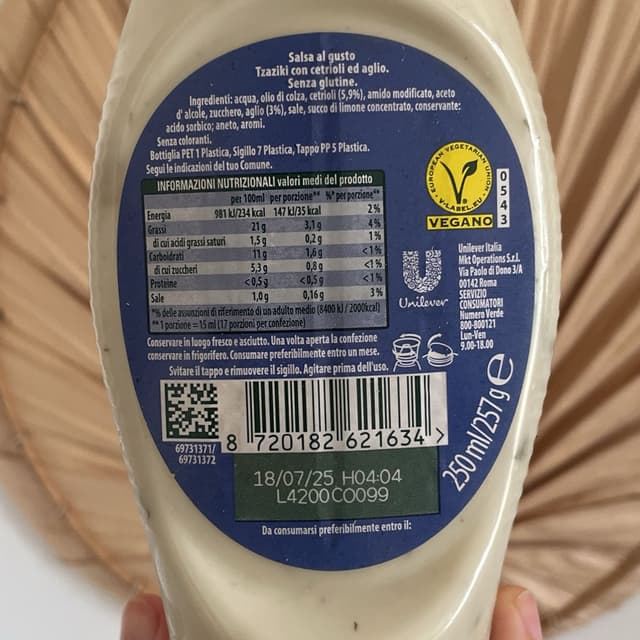 Salsa al gusto
Tzaziki con cetrioli ed aglio.
Senza glutine.
Ingredienti: acqua, olio di colza, cetrioli (5,9%), amido modificato, aceto
d'alcole, zucchero, aglio (3%), sale, succo di limone concentrato, conservante:
acido sorbico; aneto, aromi.
Senza coloranti.
Bottiglia PET 1 Plastica, Sigillo 7 Plastica, Tappo PP 5 Plastica.
Segui le indicazioni del tuo Comune.
INFORMAZIONI NUTRIZIONALI valori medi del prodotto
per 100ml per porzione** %* per porzione**
Energia 981 kJ/234 kcal 147 kJ/35 kcal 2%
Grassi 21 g 3,1 g 4%
di cui acidi grassi saturi 1,5 g 0,2 g 1%
Carboidrati 11 g 1,6 g <1%
di cui zuccheri 5,3 g 0,8 g <1%
Proteine <0,5 g <0,5 g <1%
Sale 1,0 g 0,16 g 3%
*% delle assunzioni di riferimento di un adulto medio (8400 kJ / 2000kcal)
** 1 porzione = 15 ml (17 porzioni per confezione)
Conservare in luogo fresco e asciutto. Una volta aperta la confezione
conservare in frigorifero. Consumare preferibilmente entro un mese.
Svitare il tappo e rimuovere il sigillo. Agitare prima dell'uso.
EUROPEAN VEGETARIAN UNION
V-LABEL.EU
VEGANO
0543
Unilever
Unilever Italia
Mkt Operations S.r.l.
Via Paolo di Dono 3/A
00142 Roma
SERVIZIO
CONSUMATORI
Numero Verde
800-800121
Lun-Ven
9.00-18.00
69731371/
69731372
8 720182 621634 >
250 ml/257 g e
18/07/25 H04:04
L4200C0099
Da consumarsi preferibilmente entro il: